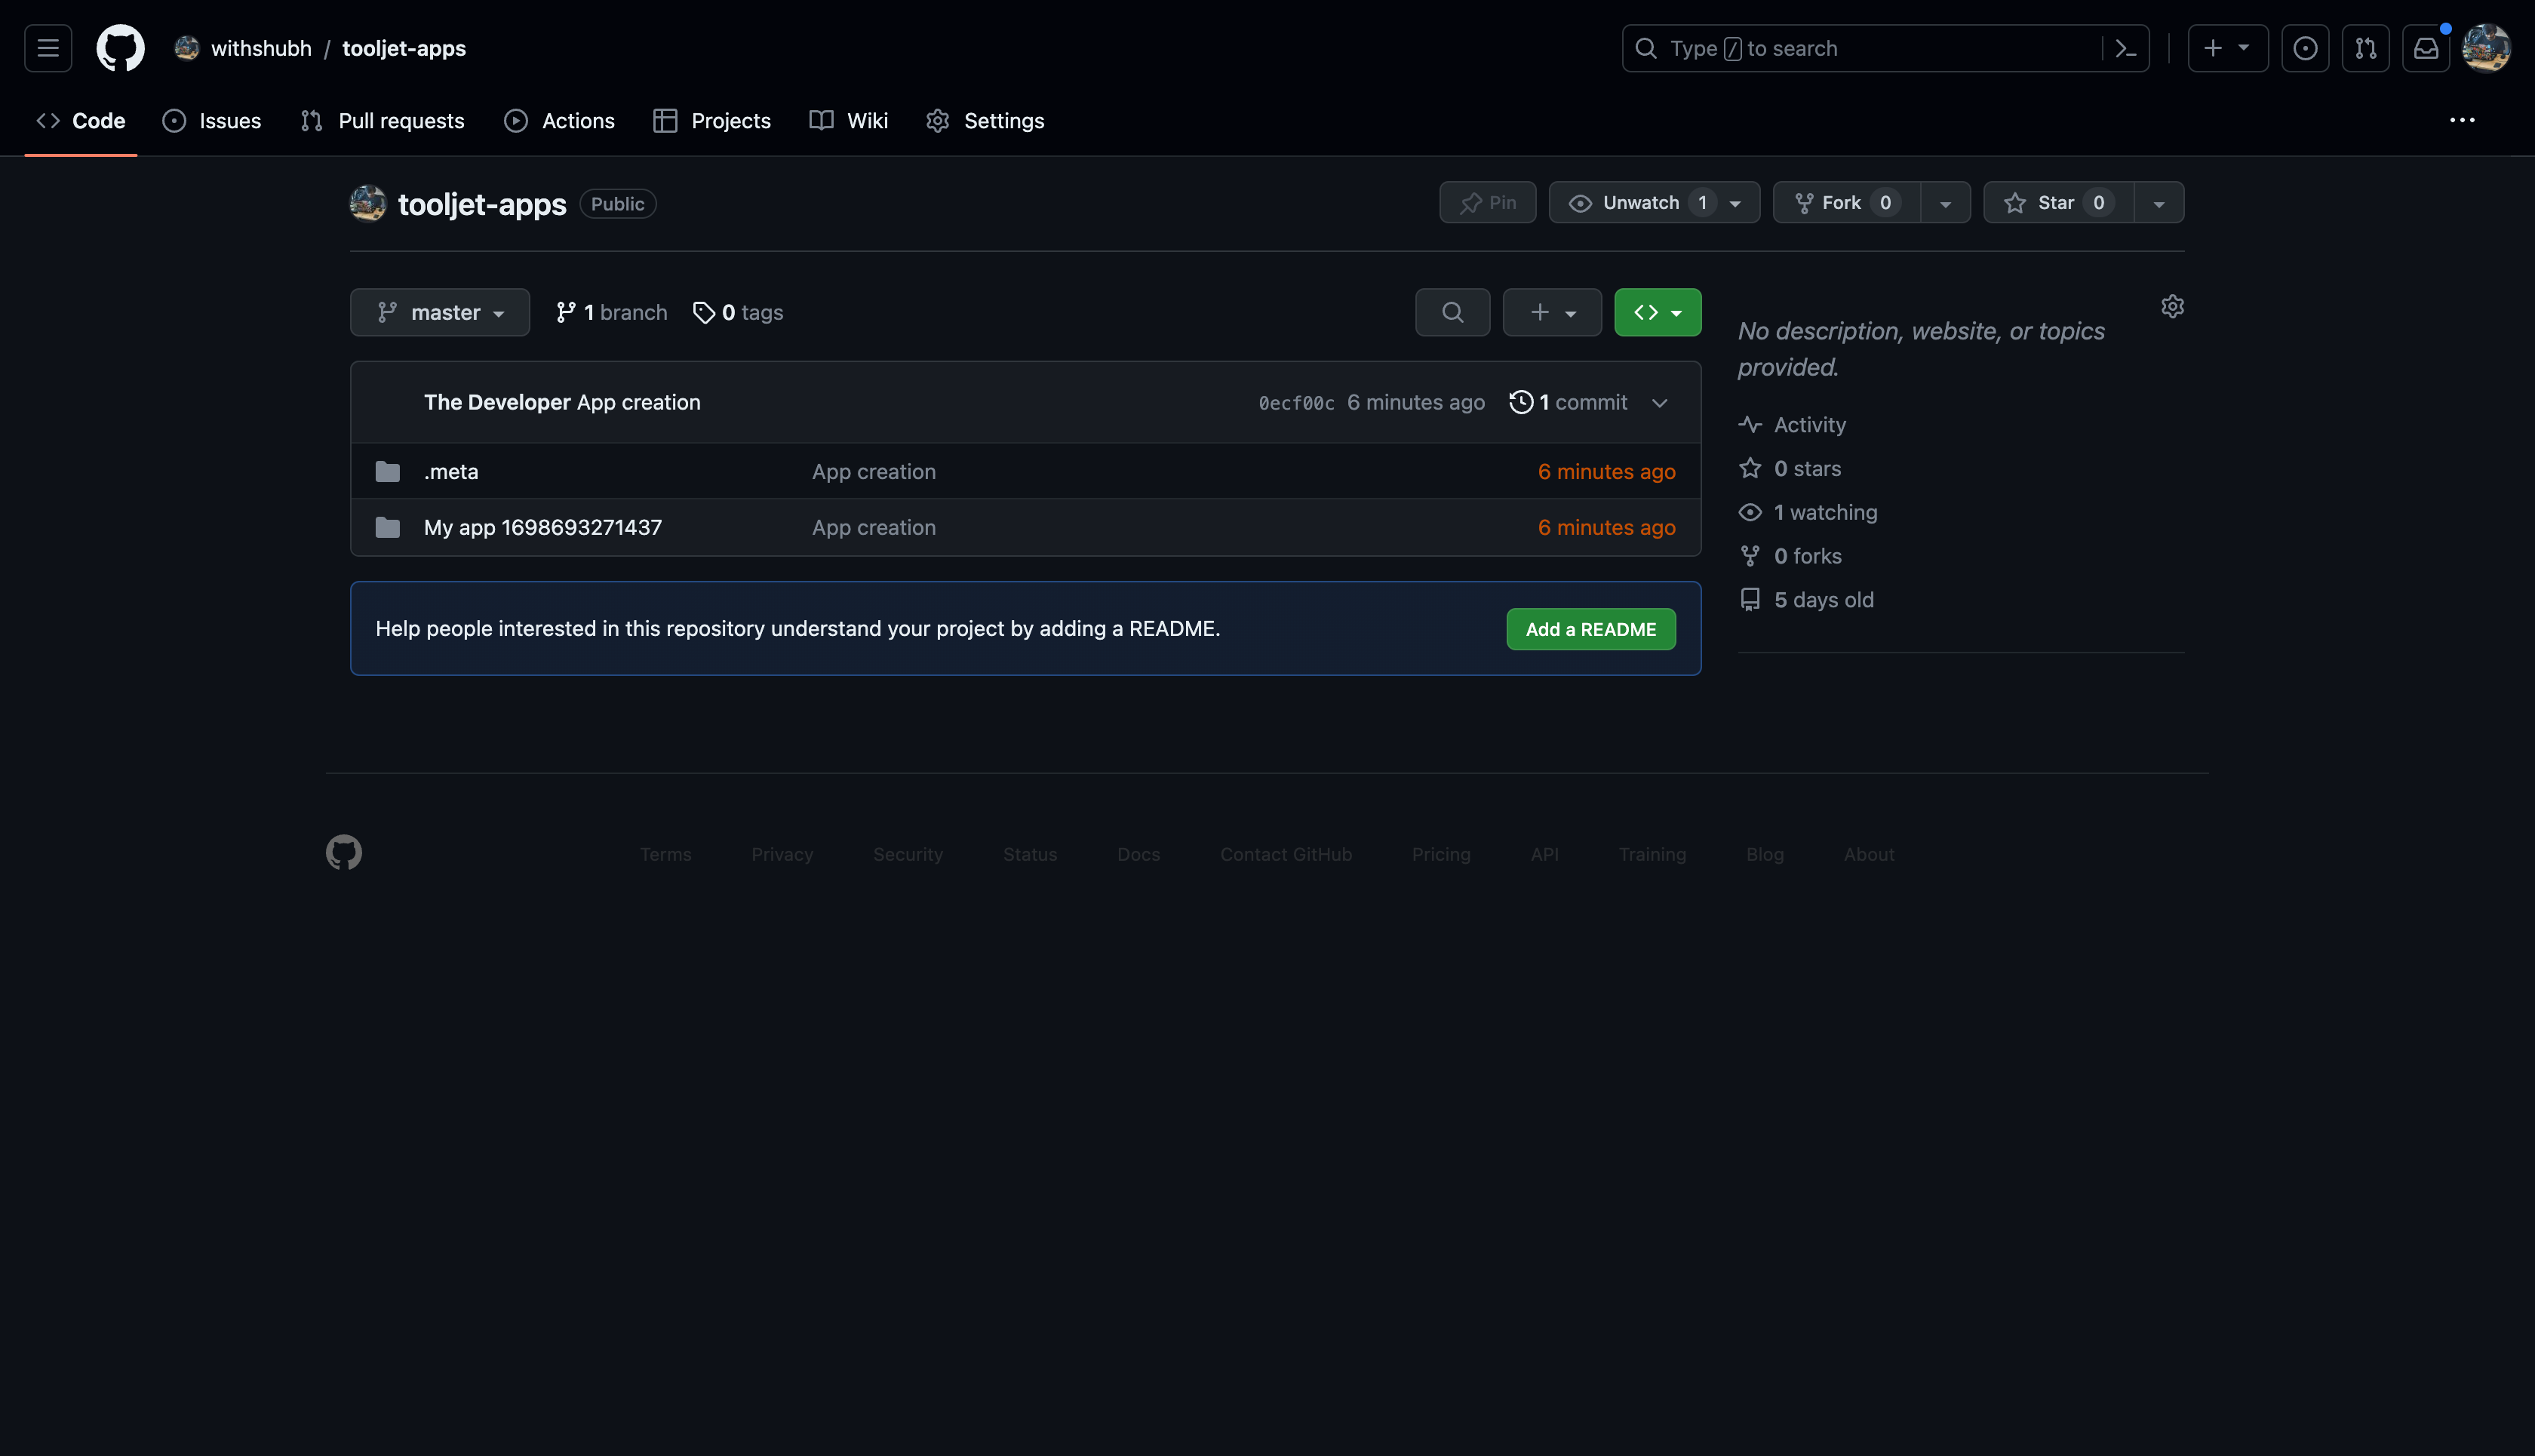 withshubh / tooljet-apps
Type / to search
Code Issues Pull requests Actions Projects Wiki Settings
tooljet-apps Public
Pin Unwatch 1 Fork 0 Star 0
master 1 branch 0 tags
No description, website, or topics
provided.
The Developer App creation 0ecf00c 6 minutes ago 1 commit
.meta App creation 6 minutes ago
My app 1698693271437 App creation 6 minutes ago
Help people interested in this repository understand your project by adding a README. Add a README
Activity
0 stars
1 watching
0 forks
5 days old
Terms Privacy Security Status Docs Contact GitHub Pricing API Training Blog About